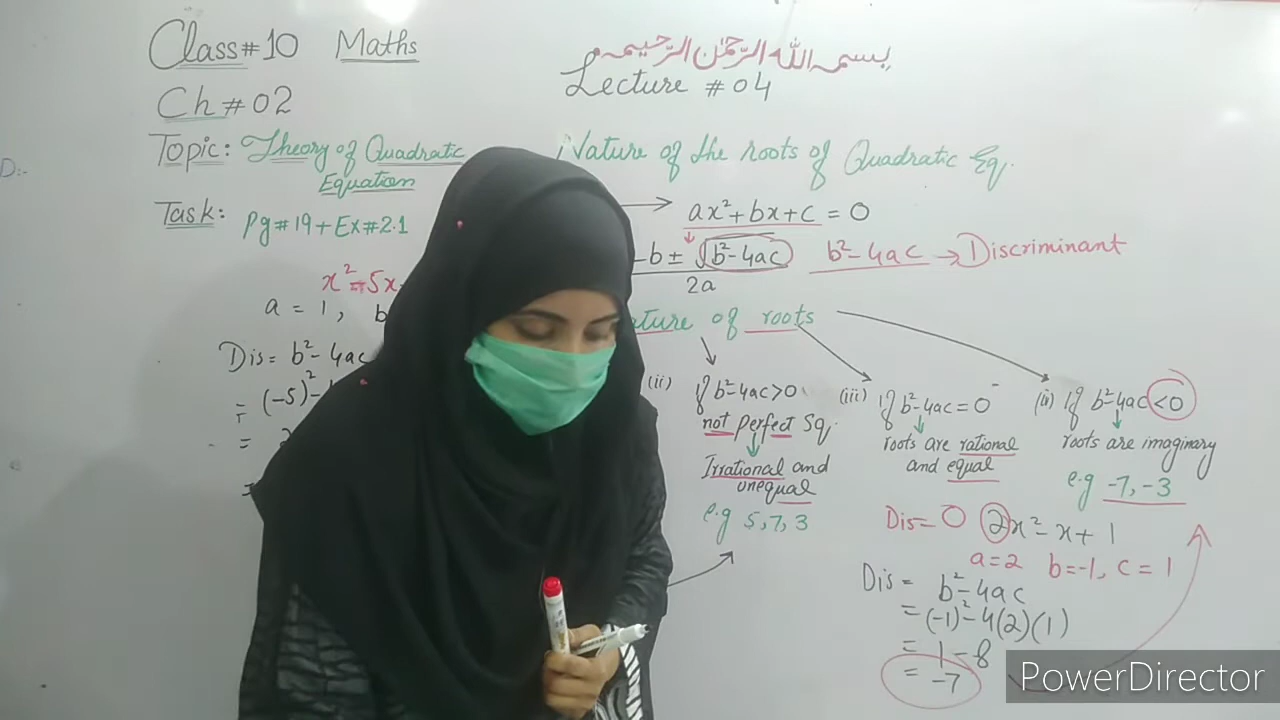 Class#10 Maths
بسم الله الرحمن الرحيم
Lecture #04
Ch#02
Topic: Theory of Quadratic
Equation
Nature of the roots of Quadratic Eq.
D:-
Task: Pg#19+Ex#2.1
ax²+bx+c=0
-b±√b²-4ac
2a
b²-4ac → Discriminant
x²-5x
a = 1, b
Dis = b²-4ac
= (-5)²-
=
=
ature of roots
(ii) if b²-4ac>0
not perfect Sq.
Irrational and
unequal
e.g 5,7,3
(iii) if b²-4ac=0
roots are rational
and equal
(ii) if b²-4ac<0
roots are imaginary
e.g -7,-3
Dis=0 2x²-x+1
a=2 b=-1, c=1
Dis = b²-4ac
= (-1)²-4(2)(1)
= 1-8
= -7
PowerDirector